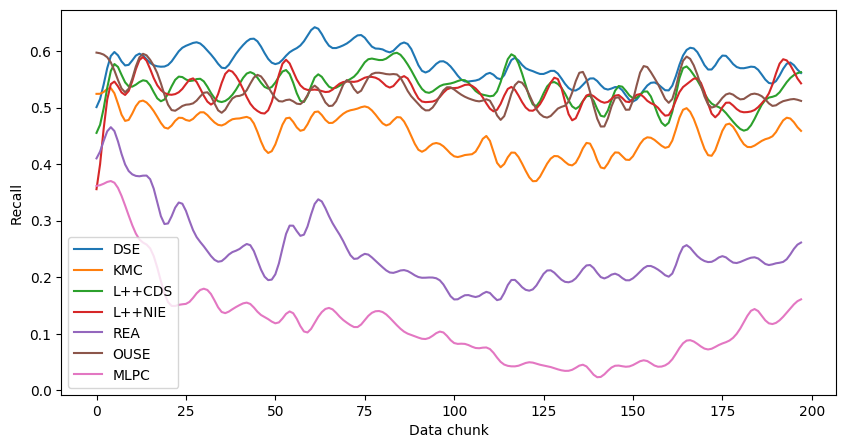 Recall
0.6
0.5
0.4
0.3
0.2
0.1
0.0
DSE
KMC
L++CDS
L++NIE
REA
OUSE
MLPC
0 25 50 75 100 125 150 175 200
Data chunk